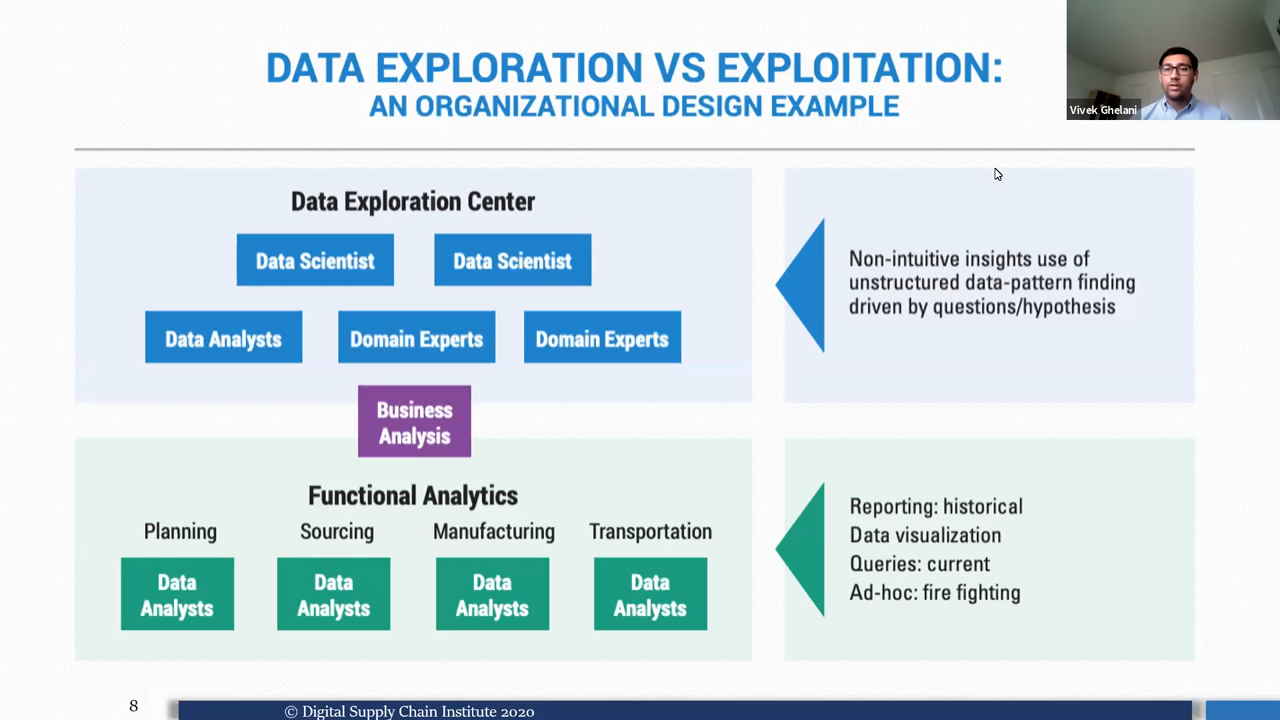 DATA EXPLORATION VS EXPLOITATION:
AN ORGANIZATIONAL DESIGN EXAMPLE
Vivek Ghelani
Data Exploration Center
Data Scientist
Data Scientist
Data Analysts
Domain Experts
Domain Experts
Non-intuitive insights use of
unstructured data-pattern finding
driven by questions/hypothesis
Business
Analysis
Functional Analytics
Planning
Sourcing
Manufacturing
Transportation
Data
Analysts
Data
Analysts
Data
Analysts
Data
Analysts
Reporting: historical
Data visualization
Queries: current
Ad-hoc: fire fighting
8
© Digital Supply Chain Institute 2020